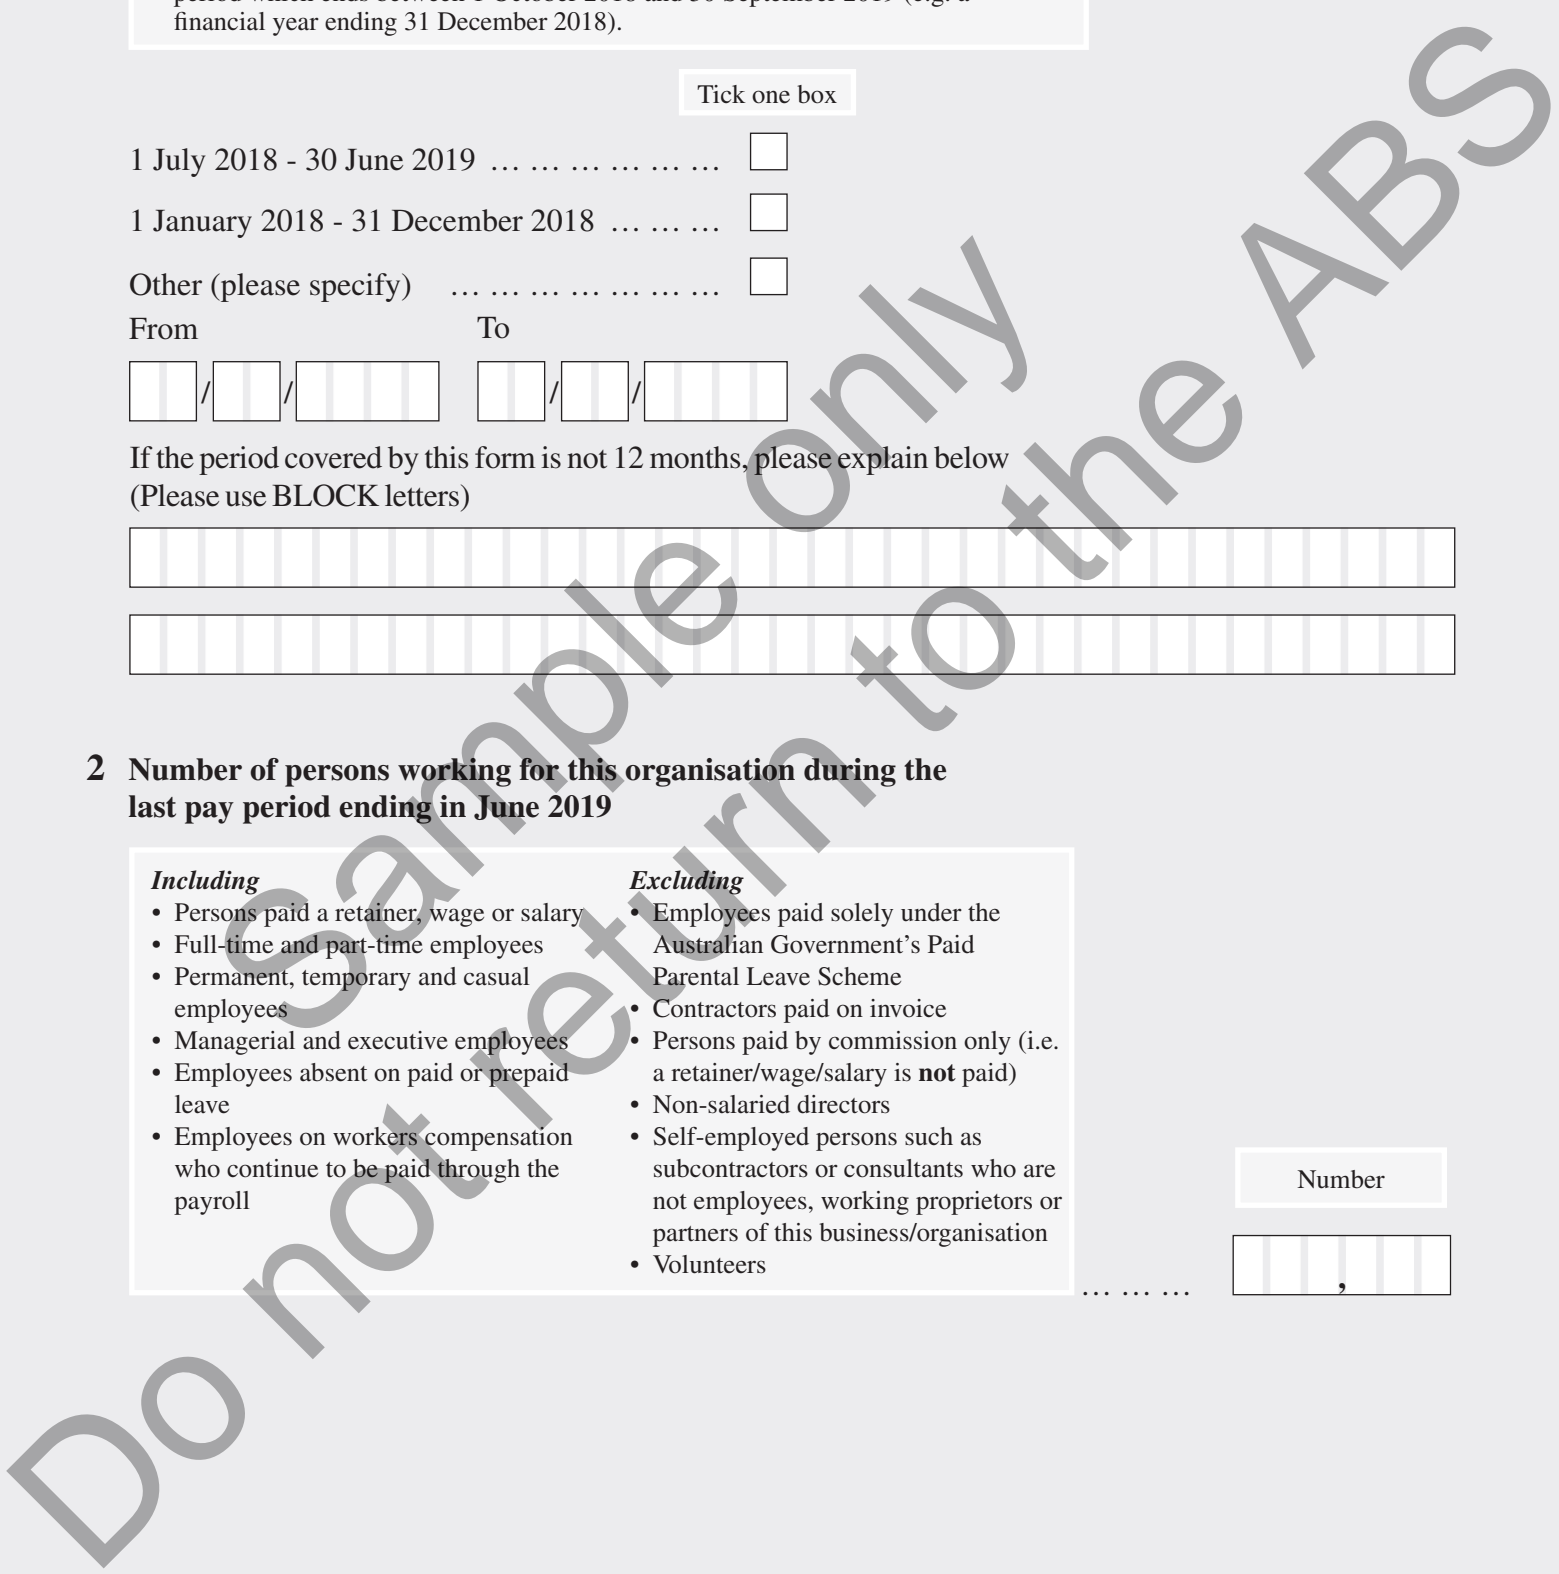 financial year ending 31 December 2018).
Tick one box
1 July 2018 - 30 June 2019 … … … … … …
1 January 2018 - 31 December 2018 … … …
Other (please specify) … … … … … … …
From To
/ / / /
If the period covered by this form is not 12 months, please explain below
(Please use BLOCK letters)
2 Number of persons working for this organisation during the
last pay period ending in June 2019
Including
• Persons paid a retainer, wage or salary
• Full-time and part-time employees
• Permanent, temporary and casual
employees
• Managerial and executive employees
• Employees absent on paid or prepaid
leave
• Employees on workers compensation
who continue to be paid through the
payroll
Excluding
• Employees paid solely under the
Australian Government’s Paid
Parental Leave Scheme
• Contractors paid on invoice
• Persons paid by commission only (i.e.
a retainer/wage/salary is not paid)
• Non-salaried directors
• Self-employed persons such as
subcontractors or consultants who are
not employees, working proprietors or
partners of this business/organisation
• Volunteers
… … …
Number
,
Sample only
Do not return to the ABS